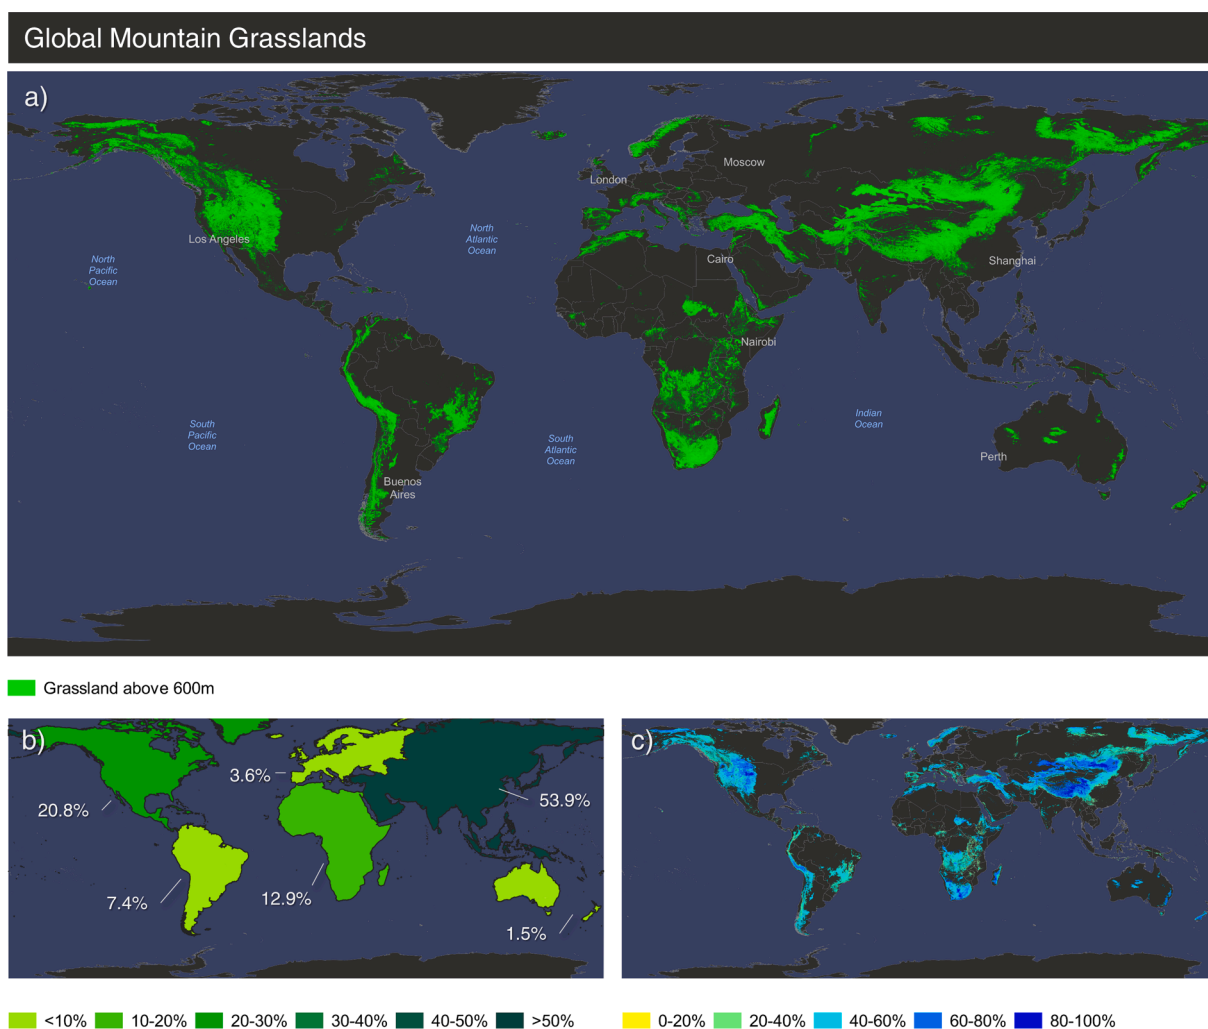 Global Mountain Grasslands
a)
Moscow
London
Los Angeles
North
Atlantic
Ocean
North
Pacific
Ocean
Cairo
Shanghai
Nairobi
South
Pacific
Ocean
South
Atlantic
Ocean
Indian
Ocean
Perth
Buenos
Aires
Grassland above 600m
b)
3.6%
20.8%
53.9%
7.4%
12.9%
1.5%
c)
<10% 10-20% 20-30% 30-40% 40-50% >50%
0-20% 20-40% 40-60% 60-80% 80-100%